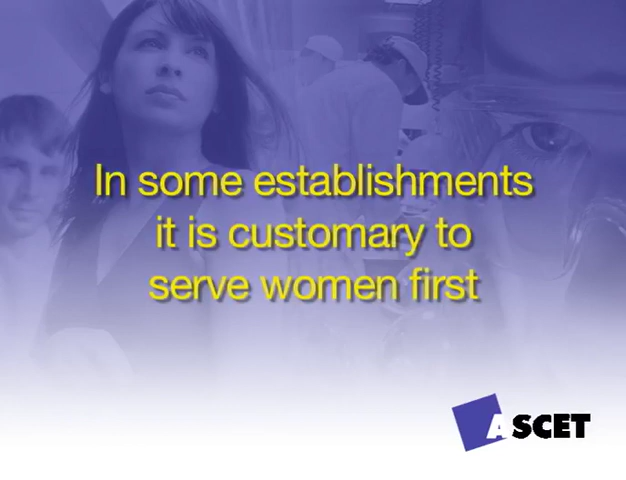 In some establishments
it is customary to
serve women first
ASCET